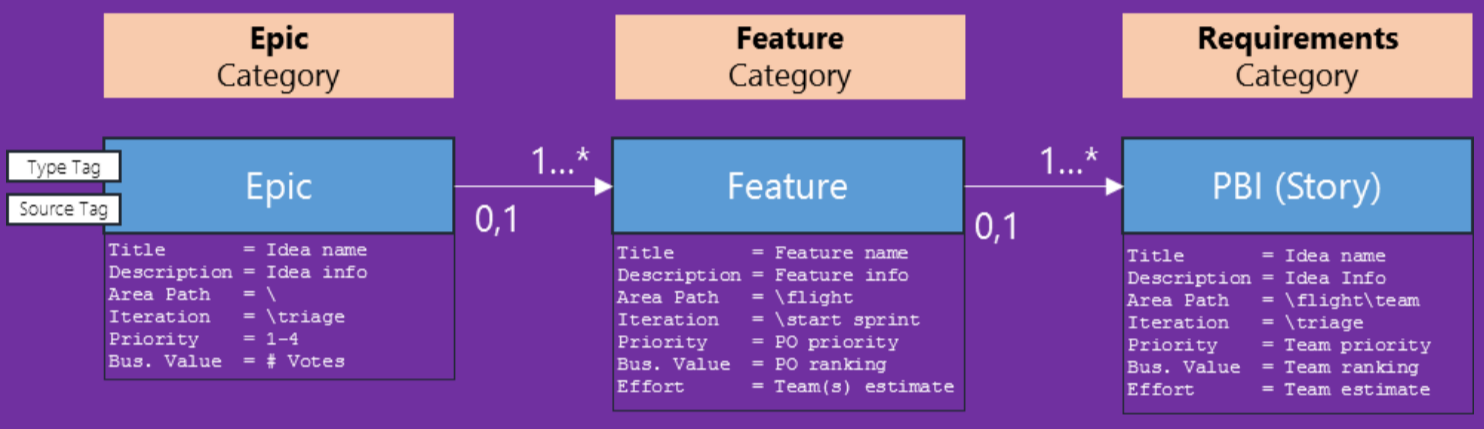 Epic
Category
Feature
Category
Requirements
Category
Type Tag
Source Tag
Epic
1...*
0,1
Feature
1...*
0,1
PBI (Story)
Title = Idea name
Description = Idea info
Area Path = \
Iteration = \triage
Priority = 1-4
Bus. Value = # Votes
Title = Feature name
Description = Feature info
Area Path = \flight
Iteration = \start sprint
Priority = PO priority
Bus. Value = PO ranking
Effort = Team(s) estimate
Title = Idea name
Description = Idea Info
Area Path = \flight\team
Iteration = \triage
Priority = Team priority
Bus. Value = Team ranking
Effort = Team estimate